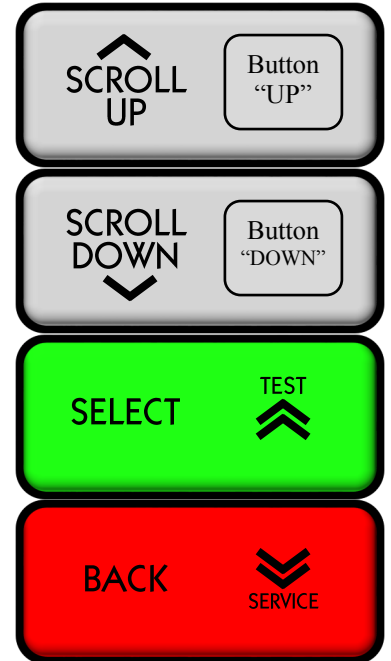 SCROLL
UP
Button
“UP”
SCROLL
DOWN
Button
“DOWN”
SELECT
TEST
BACK
SERVICE